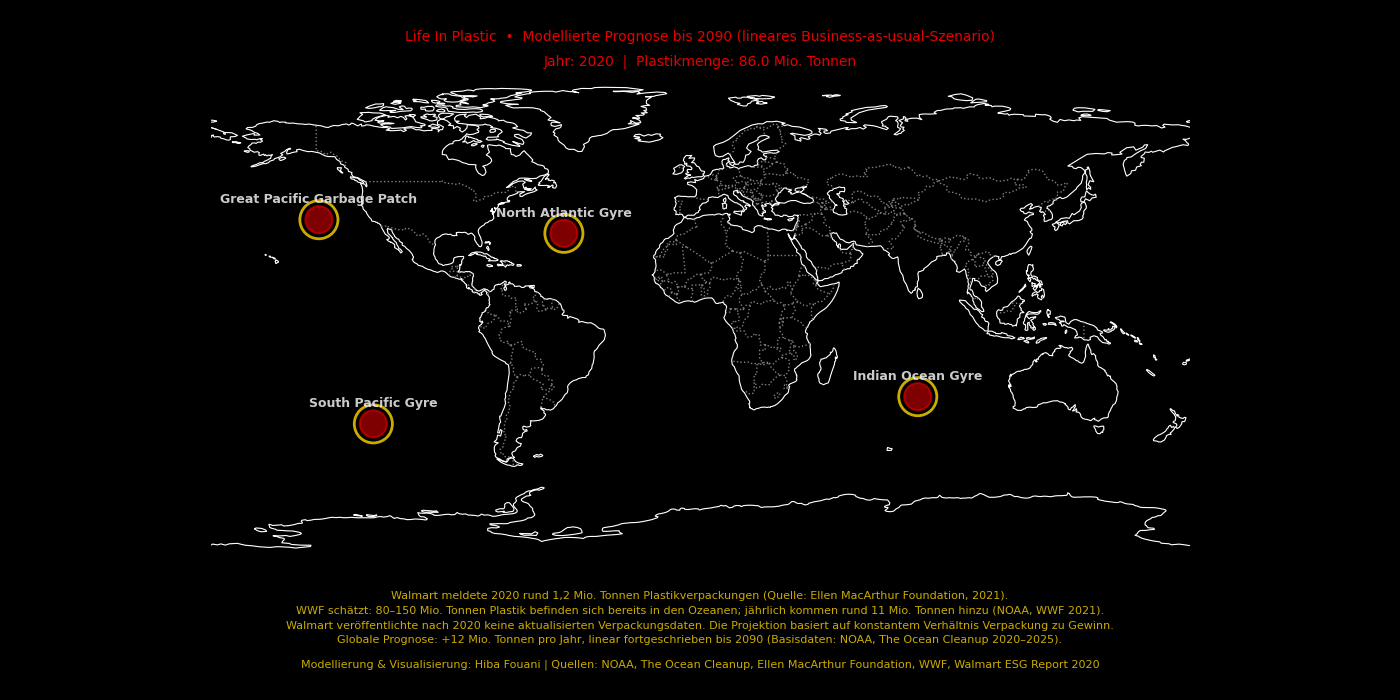 Life In Plastic • Modellierte Prognose bis 2090 (lineares Business-as-usual-Szenario)
Jahr: 2020 | Plastikmenge: 86.0 Mio. Tonnen
Great Pacific Garbage Patch
North Atlantic Gyre
Indian Ocean Gyre
South Pacific Gyre
Walmart meldete 2020 rund 1,2 Mio. Tonnen Plastikverpackungen (Quelle: Ellen MacArthur Foundation, 2021).
WWF schätzt: 80–150 Mio. Tonnen Plastik befinden sich bereits in den Ozeanen; jährlich kommen rund 11 Mio. Tonnen hinzu (NOAA, WWF 2021).
Walmart veröffentlichte nach 2020 keine aktualisierten Verpackungsdaten. Die Projektion basiert auf konstantem Verhältnis Verpackung zu Gewinn.
Globale Prognose: +12 Mio. Tonnen pro Jahr, linear fortgeschrieben bis 2090 (Basisdaten: NOAA, The Ocean Cleanup 2020–2025).
Modellierung & Visualisierung: Hiba Fouani | Quellen: NOAA, The Ocean Cleanup, Ellen MacArthur Foundation, WWF, Walmart ESG Report 2020